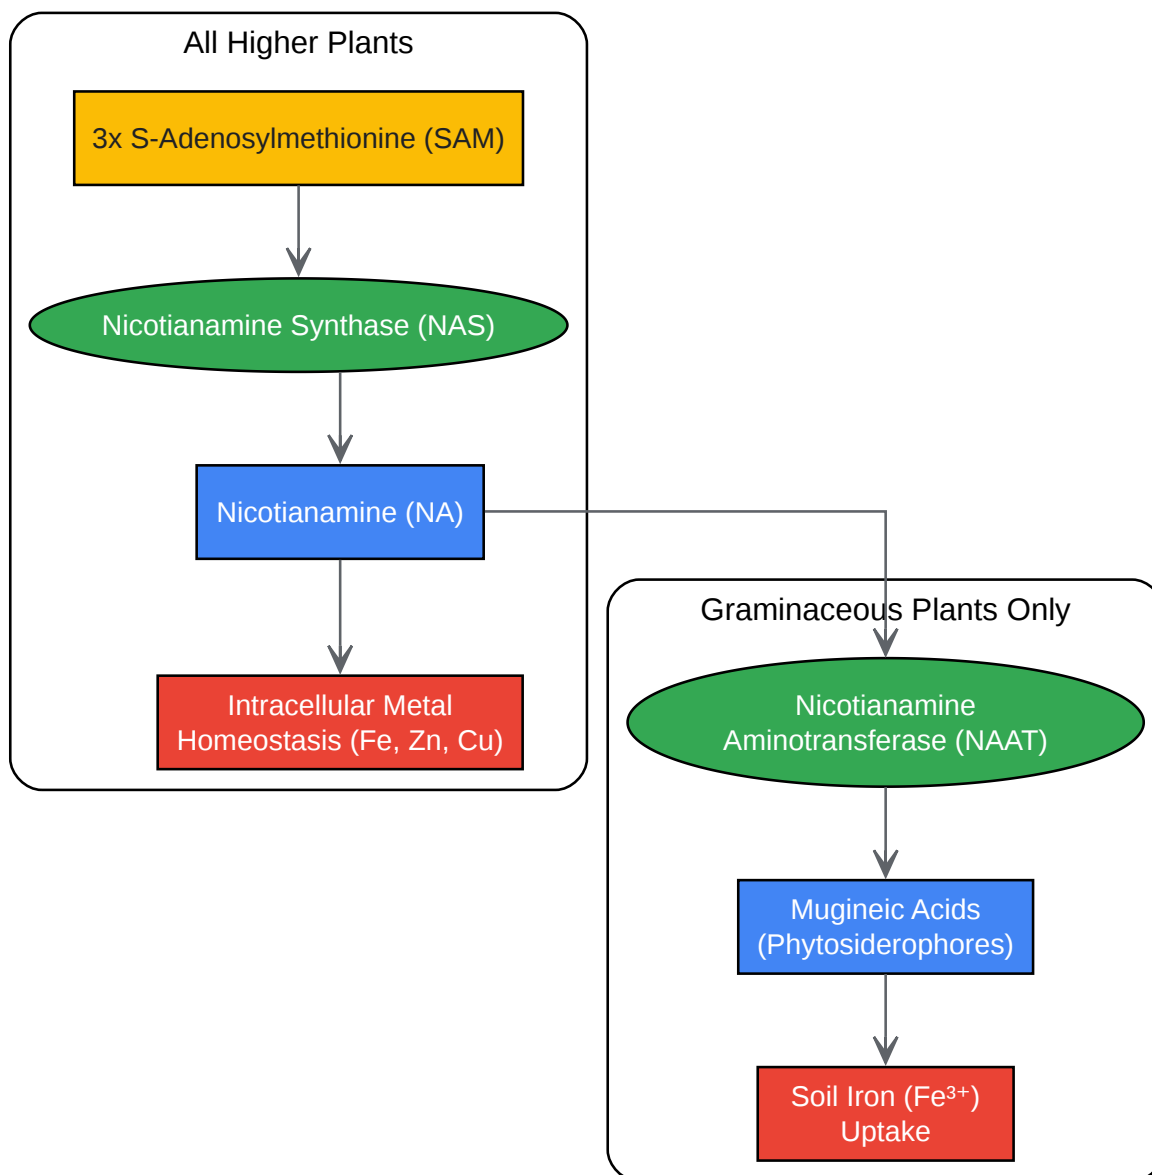 All Higher Plants
3x S-Adenosylmethionine (SAM)
Nicotianamine Synthase (NAS)
Nicotianamine (NA)
Intracellular Metal
Homeostasis (Fe, Zn, Cu)
Graminaceous Plants Only
Nicotianamine
Aminotransferase (NAAT)
Mugineic Acids
(Phytosiderophores)
Soil Iron (Fe³⁺)
Uptake